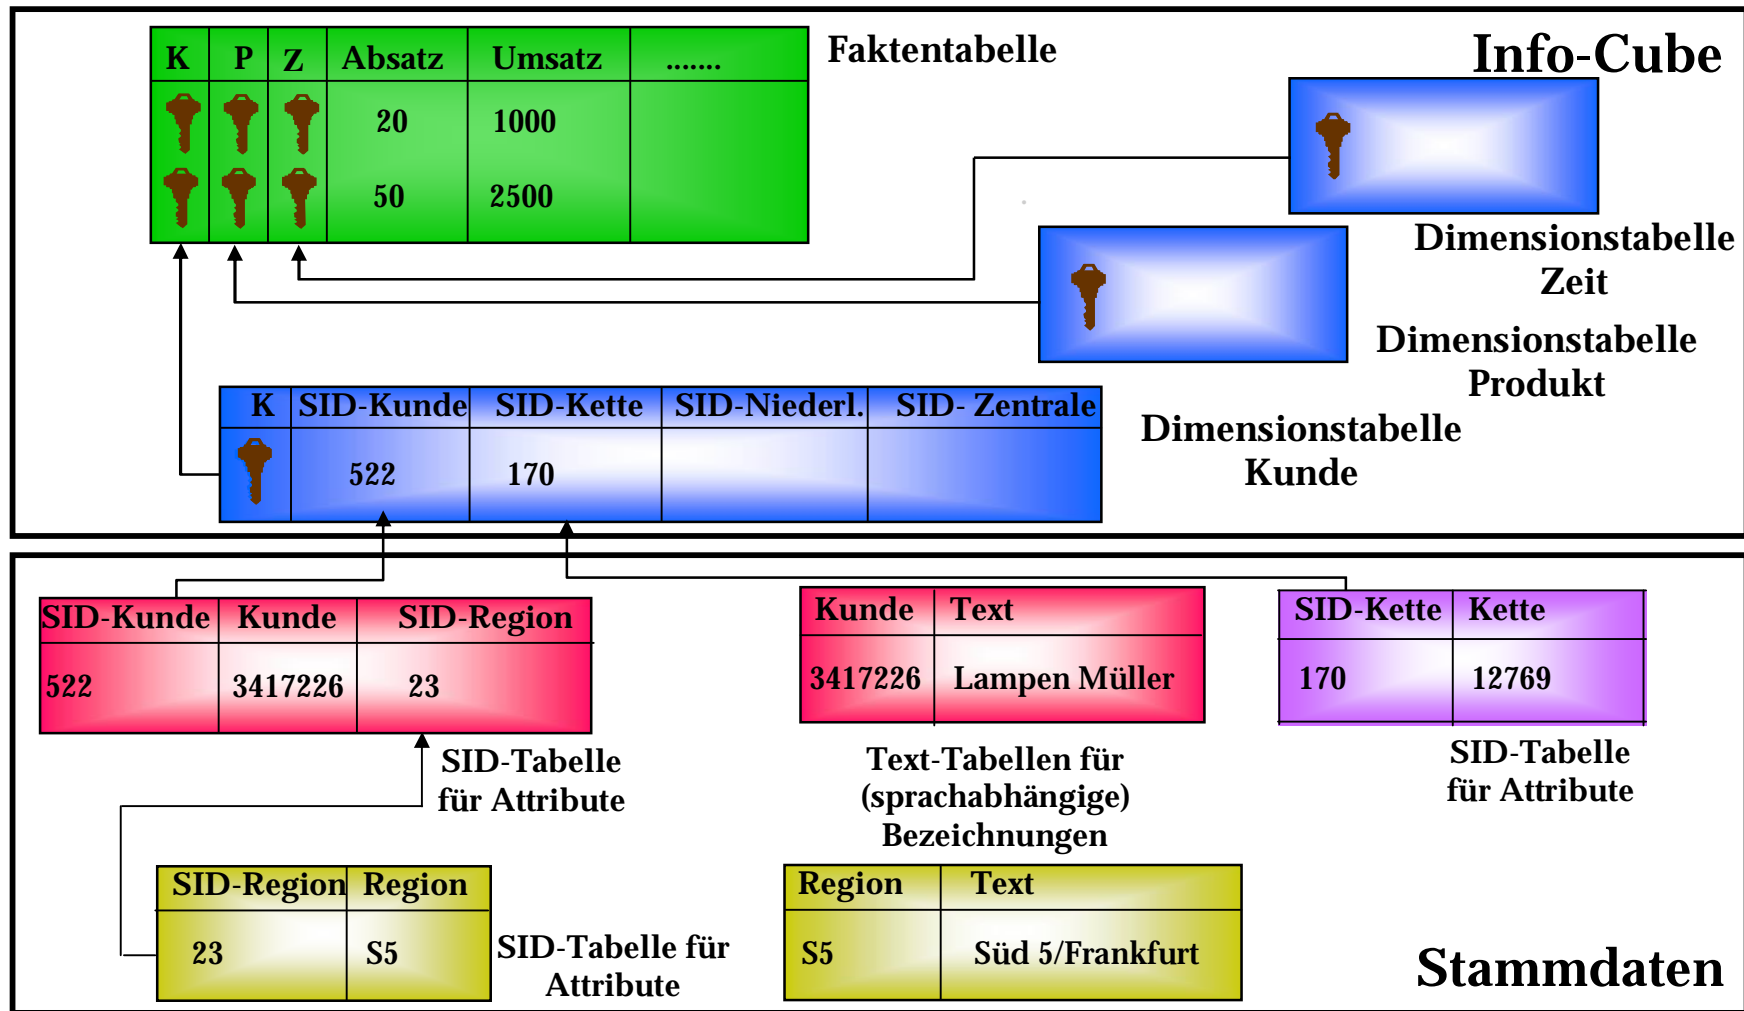 Info-Cube
Faktentabelle
K P Z Absatz Umsatz .......
20 1000
50 2500
Dimensionstabelle
Zeit
Dimensionstabelle
Produkt
K SID-Kunde SID-Kette SID-Niederl. SID- Zentrale
522 170
Dimensionstabelle
Kunde
SID-Kunde Kunde SID-Region
522 3417226 23
SID-Tabelle
für Attribute
Kunde Text
3417226 Lampen Müller
Text-Tabellen für
(sprachabhängige)
Bezeichnungen
SID-Kette Kette
170 12769
SID-Tabelle
für Attribute
SID-Region Region
23 S5
SID-Tabelle für
Attribute
Region Text
S5 Süd 5/Frankfurt
Stammdaten